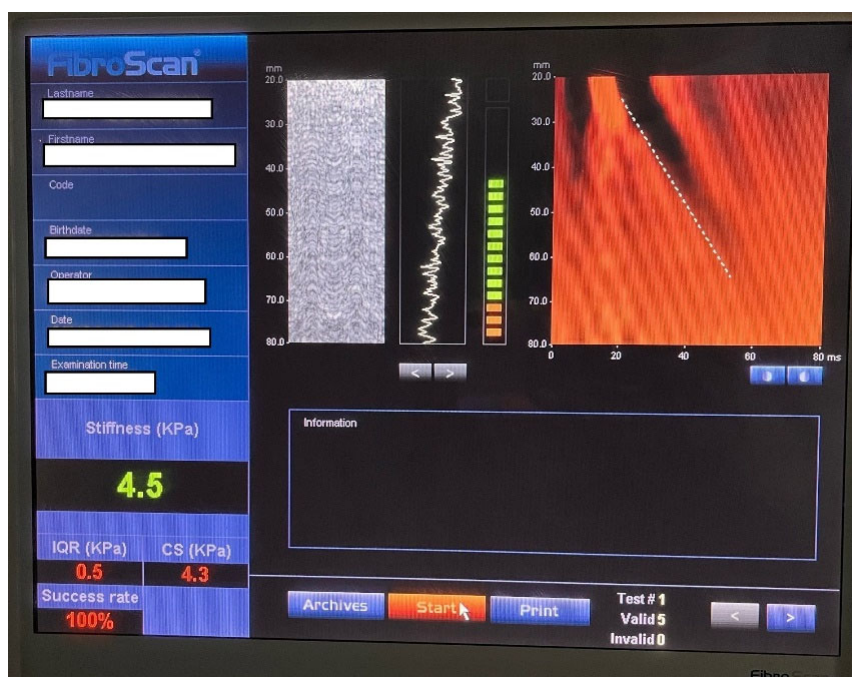 FibroScan®
Lastname
Firstname
Code
Birthdate
Operator
Date
Examination time
Stiffness (KPa)
4.5
IQR (KPa) CS (KPa)
0.5 4.3
Success rate
100%
mm
20.0
30.0
40.0
50.0
60.0
70.0
80.0
< >
mm
20.0
30.0
40.0
50.0
60.0
70.0
80.0
0 20 40 60 80 ms
Information
Archives Start Print
Test # 1
Valid 5
Invalid 0
< >
FibroScan